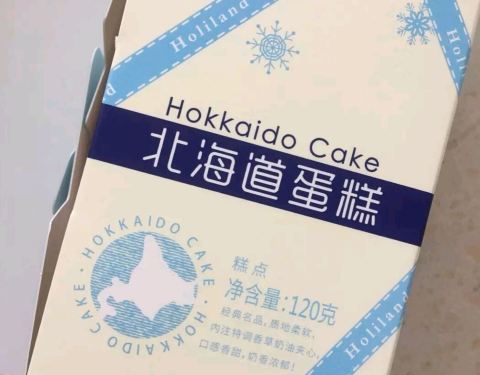 Holiland
Hokkaido Cake
北海道蛋糕
· HOKKAIDO CAKE · HOKKAIDO CAKE
糕点
净含量:120克
经典名品,质地柔软,
内注特调香草奶油夹心,
口感香甜,奶香浓郁!
Holiland